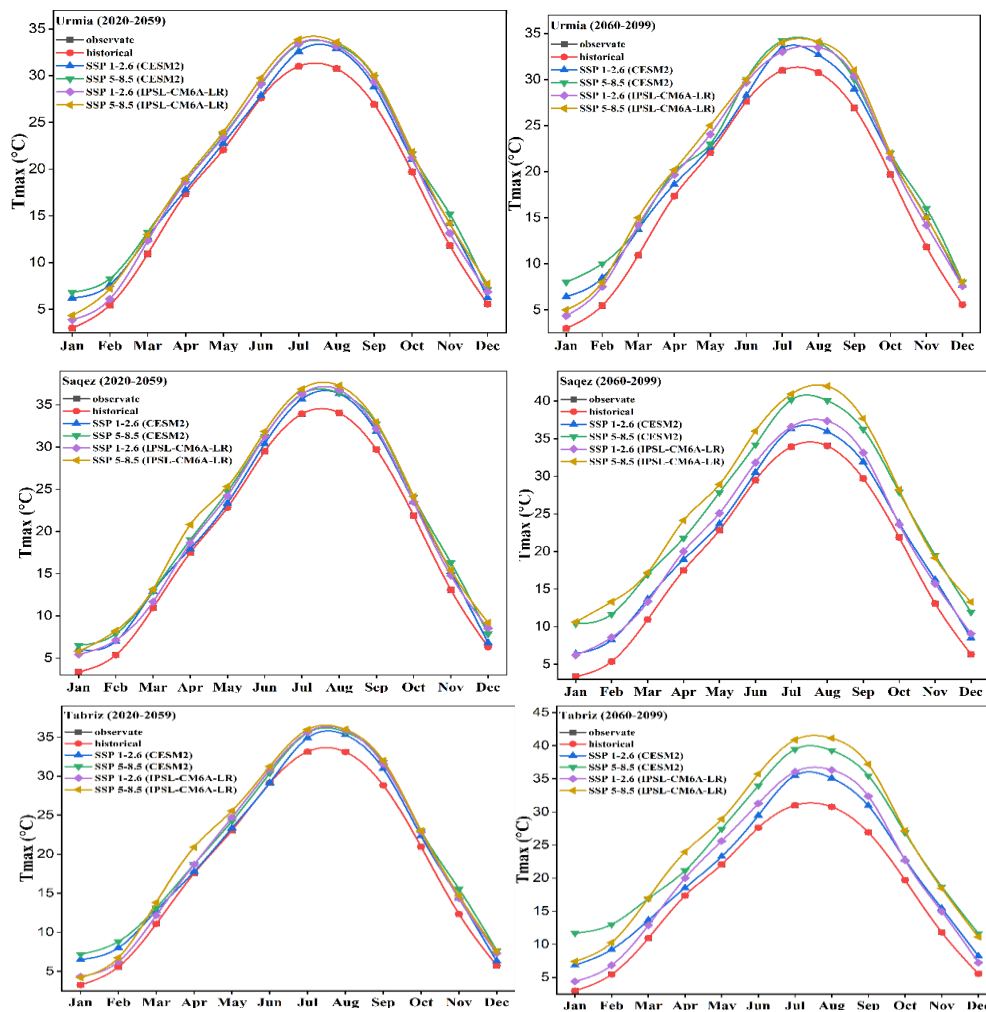 Urmia (2020-2059)
observate
historical
SSP 1-2.6 (CESM2)
SSP 5-8.5 (CESM2)
SSP 1-2.6 (IPSL-CM6A-LR)
SSP 5-8.5 (IPSL-CM6A-LR)
Tmax (°C)
35
30
25
20
15
10
5
Jan Feb Mar Apr May Jun Jul Aug Sep Oct Nov Dec
Urmia (2060-2099)
observate
historical
SSP 1-2.6 (CESM2)
SSP 5-8.5 (CESM2)
SSP 1-2.6 (IPSL-CM6A-LR)
SSP 5-8.5 (IPSL-CM6A-LR)
Tmax (°C)
35
30
25
20
15
10
5
Jan Feb Mar Apr May Jun Jul Aug Sep Oct Nov Dec
Saqez (2020-2059)
observate
historical
SSP 1-2.6 (CESM2)
SSP 5-8.5 (CESM2)
SSP 1-2.6 (IPSL-CM6A-LR)
SSP 5-8.5 (IPSL-CM6A-LR)
Tmax (°C)
35
30
25
20
15
10
5
Jan Feb Mar Apr May Jun Jul Aug Sep Oct Nov Dec
Saqez (2060-2099)
observate
historical
SSP 1-2.6 (CESM2)
SSP 5-8.5 (CESM2)
SSP 1-2.6 (IPSL-CM6A-LR)
SSP 5-8.5 (IPSL-CM6A-LR)
Tmax (°C)
40
35
30
25
20
15
10
5
Jan Feb Mar Apr May Jun Jul Aug Sep Oct Nov Dec
Tabriz (2020-2059)
observate
historical
SSP 1-2.6 (CESM2)
SSP 5-8.5 (CESM2)
SSP 1-2.6 (IPSL-CM6A-LR)
SSP 5-8.5 (IPSL-CM6A-LR)
Tmax (°C)
35
30
25
20
15
10
5
Jan Feb Mar Apr May Jun Jul Aug Sep Oct Nov Dec
Tabriz (2060-2099)
observate
historical
SSP 1-2.6 (CESM2)
SSP 5-8.5 (CESM2)
SSP 1-2.6 (IPSL-CM6A-LR)
SSP 5-8.5 (IPSL-CM6A-LR)
Tmax (°C)
45
40
35
30
25
20
15
10
5
Jan Feb Mar Apr May Jun Jul Aug Sep Oct Nov Dec